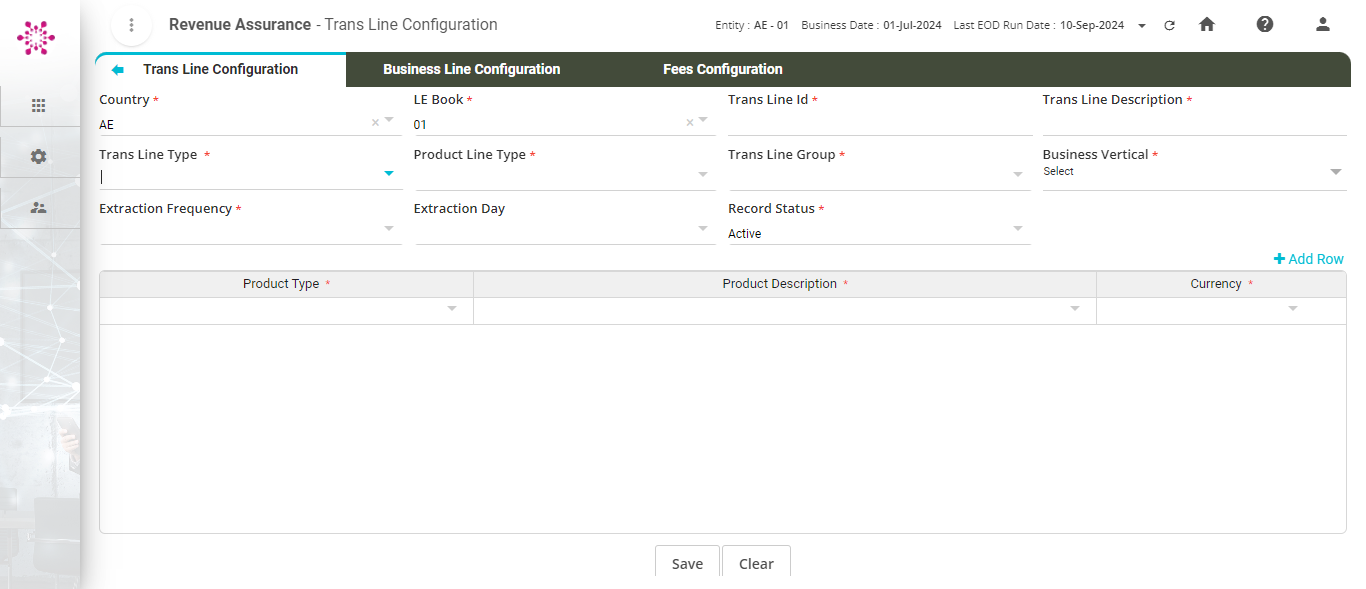 Revenue Assurance - Trans Line Configuration
Entity : AE - 01 Business Date : 01-Jul-2024 Last EOD Run Date : 10-Sep-2024
Trans Line Configuration Business Line Configuration Fees Configuration
Country * LE Book * Trans Line Id * Trans Line Description *
AE × 01 ×
Trans Line Type * Product Line Type * Trans Line Group * Business Vertical *
Select
Extraction Frequency * Extraction Day Record Status *
Active
+ Add Row
Product Type * Product Description * Currency *
Save Clear